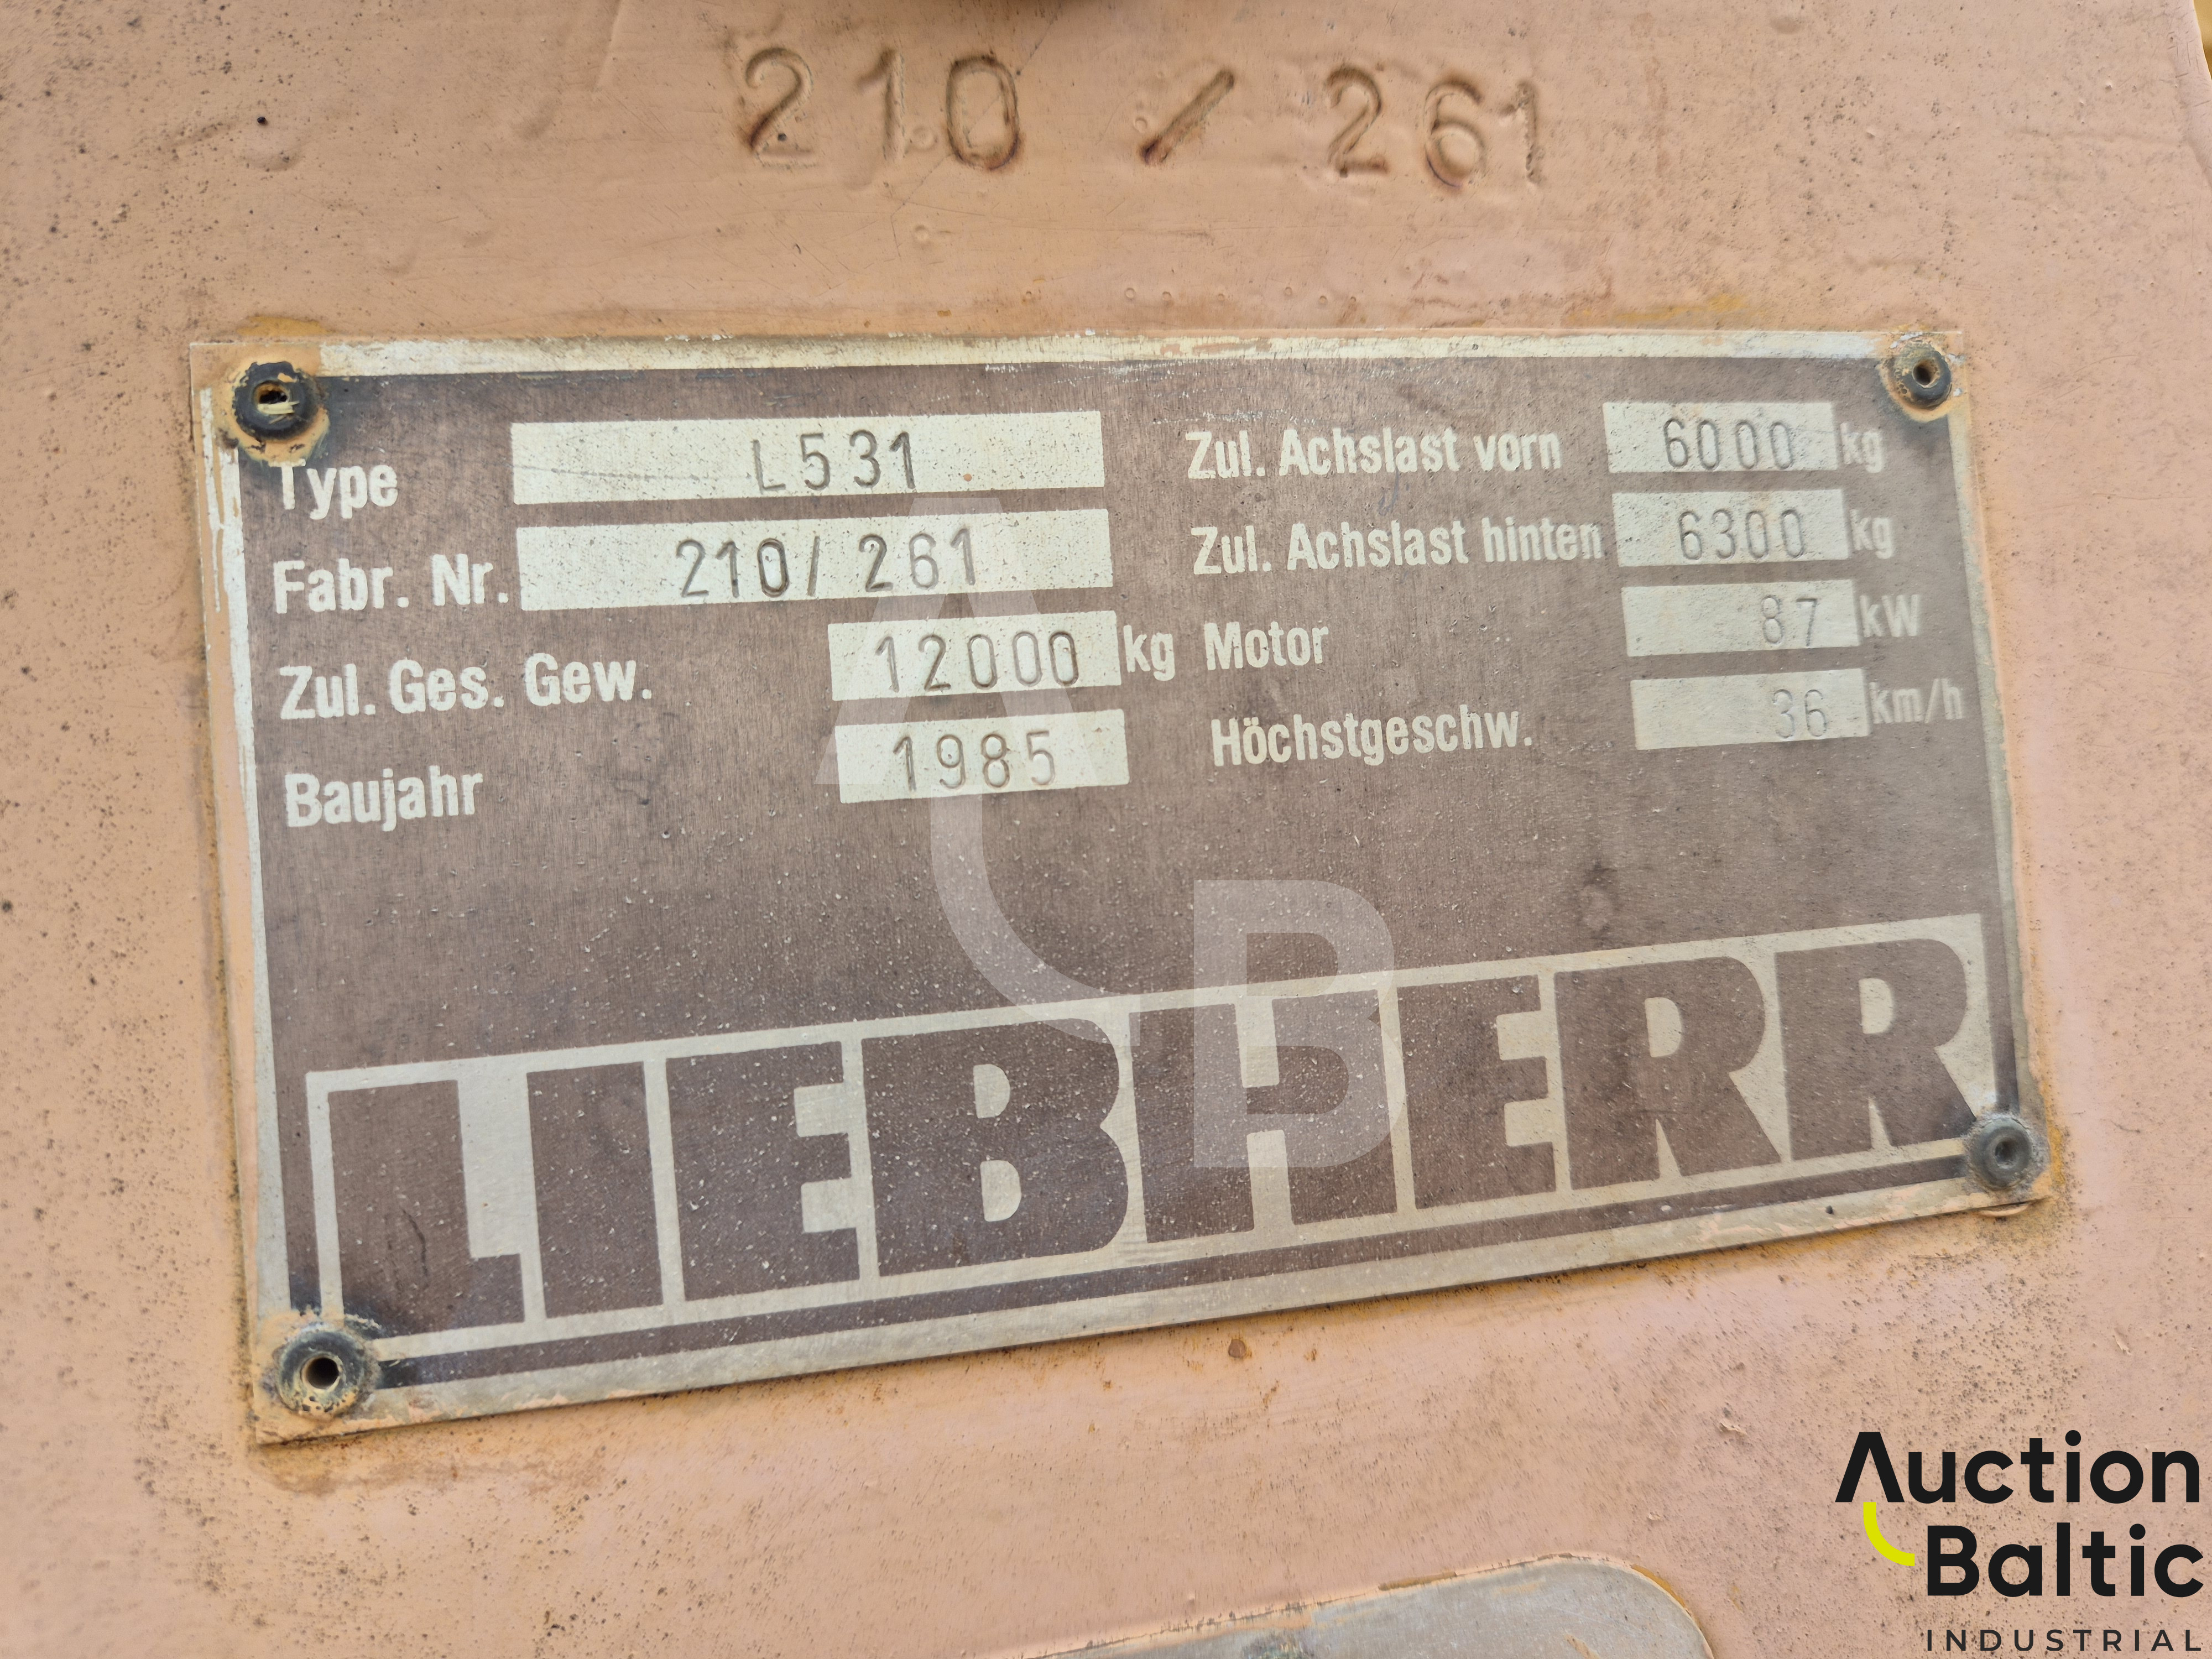 210 / 261
Type L531
Fabr. Nr. 210/ 261
Zul. Ges. Gew. 12000 kg
Baujahr 1985
Zul. Achslast vorn 6000 kg
Zul. Achslast hinten 6300 kg
Motor 87 kW
Höchstgeschw. 36 km/h
LIEBHERR
AB
Auction
Baltic
INDUSTRIAL